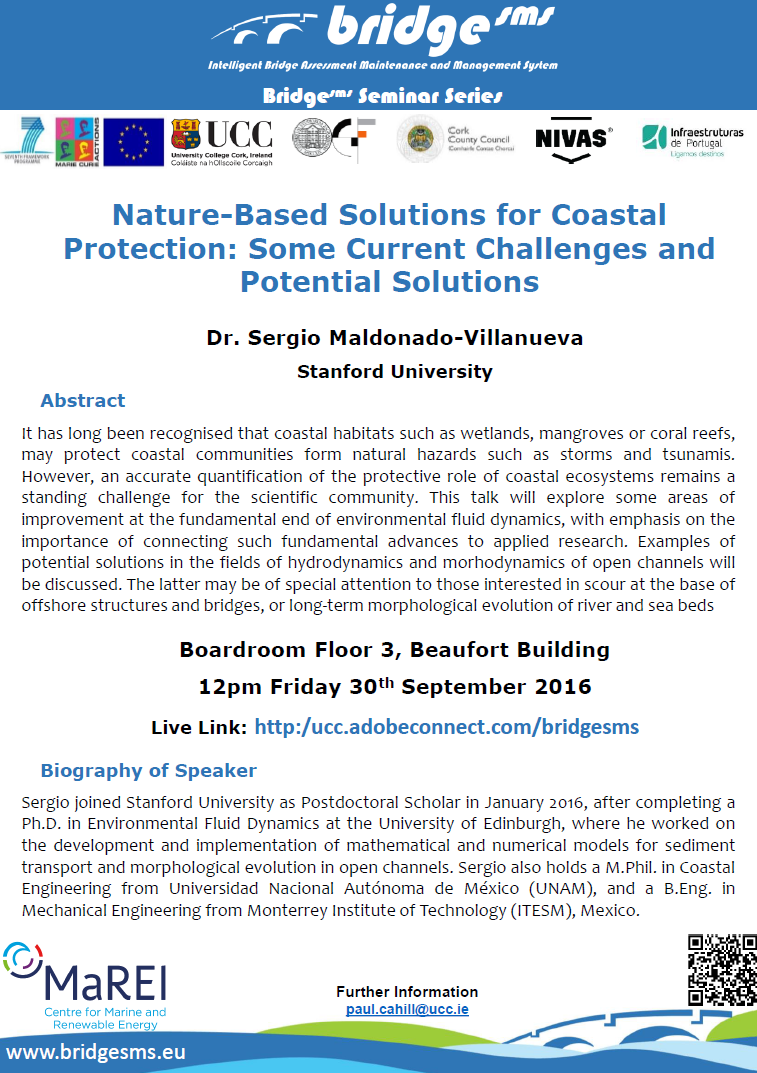 bridge sms
Intelligent Bridge Assessment Maintenance and Management System
Bridgesms Seminar Series
7
SEVENTH FRAMEWORK
PROGRAMME
MARIE CURIE
ACTIONS
UCC
University College Cork, Ireland
Coláiste na hOllscoile Corcaigh
Cork
County Council
Comhairle Contae Chorcaí
NIVAS®
Infraestruturas
de Portugal
Ligamos destinos
Nature-Based Solutions for Coastal
Protection: Some Current Challenges and
Potential Solutions
Dr. Sergio Maldonado-Villanueva
Stanford University
Abstract
It has long been recognised that coastal habitats such as wetlands, mangroves or coral reefs,
may protect coastal communities form natural hazards such as storms and tsunamis.
However, an accurate quantification of the protective role of coastal ecosystems remains a
standing challenge for the scientific community. This talk will explore some areas of
improvement at the fundamental end of environmental fluid dynamics, with emphasis on the
importance of connecting such fundamental advances to applied research. Examples of
potential solutions in the fields of hydrodynamics and morhodynamics of open channels will
be discussed. The latter may be of special attention to those interested in scour at the base of
offshore structures and bridges, or long-term morphological evolution of river and sea beds
Boardroom Floor 3, Beaufort Building
12pm Friday 30th September 2016
Live Link: http:/ucc.adobeconnect.com/bridgesms
Biography of Speaker
Sergio joined Stanford University as Postdoctoral Scholar in January 2016, after completing a
Ph.D. in Environmental Fluid Dynamics at the University of Edinburgh, where he worked on
the development and implementation of mathematical and numerical models for sediment
transport and morphological evolution in open channels. Sergio also holds a M.Phil. in Coastal
Engineering from Universidad Nacional Autónoma de México (UNAM), and a B.Eng. in
Mechanical Engineering from Monterrey Institute of Technology (ITESM), Mexico.
MaREI
Centre for Marine and
Renewable Energy
Further Information
paul.cahill@ucc.ie
www.bridgesms.eu